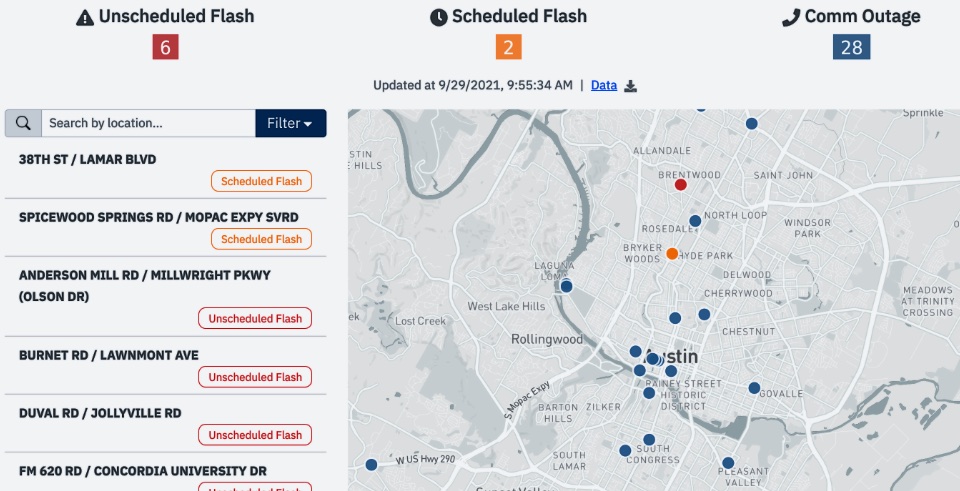 Unscheduled Flash
6
Scheduled Flash
2
Comm Outage
28
Updated at 9/29/2021, 9:55:34 AM | Data
Search by location...
Filter
38TH ST / LAMAR BLVD
Scheduled Flash
SPICEWOOD SPRINGS RD / MOPAC EXPY SVRD
Scheduled Flash
ANDERSON MILL RD / MILLWRIGHT PKWY
(OLSON DR)
Unscheduled Flash
BURNET RD / LAWNMONT AVE
Unscheduled Flash
DUVAL RD / JOLLYVILLE RD
Unscheduled Flash
FM 620 RD / CONCORDIA UNIVERSITY DR
Sprinkle
STIN
HILLS
ALLANDALE
BRENTWOOD
SAINT JOHN
NORTH LOOP
ROSEDALE
WINDSOR
PARK
BRYKER
WOODS
HYDE PARK
LAGUNA
DELWOOD
CHERRYWOOD
MEADOWS
AT TRINITY
CROSSING
West Lake Hills
ek
Lost Creek
CHESTNUT
Rollingwood
Austin
RAINEY STREET
HISTORIC
DISTRICT
S Mopac Expy
BARTON
HILLS
ZILKER
GOVALLE
W US Hwy 290
SOUTH
LAMAR
SOUTH
CONGRESS
PLEASANT
VALLEY